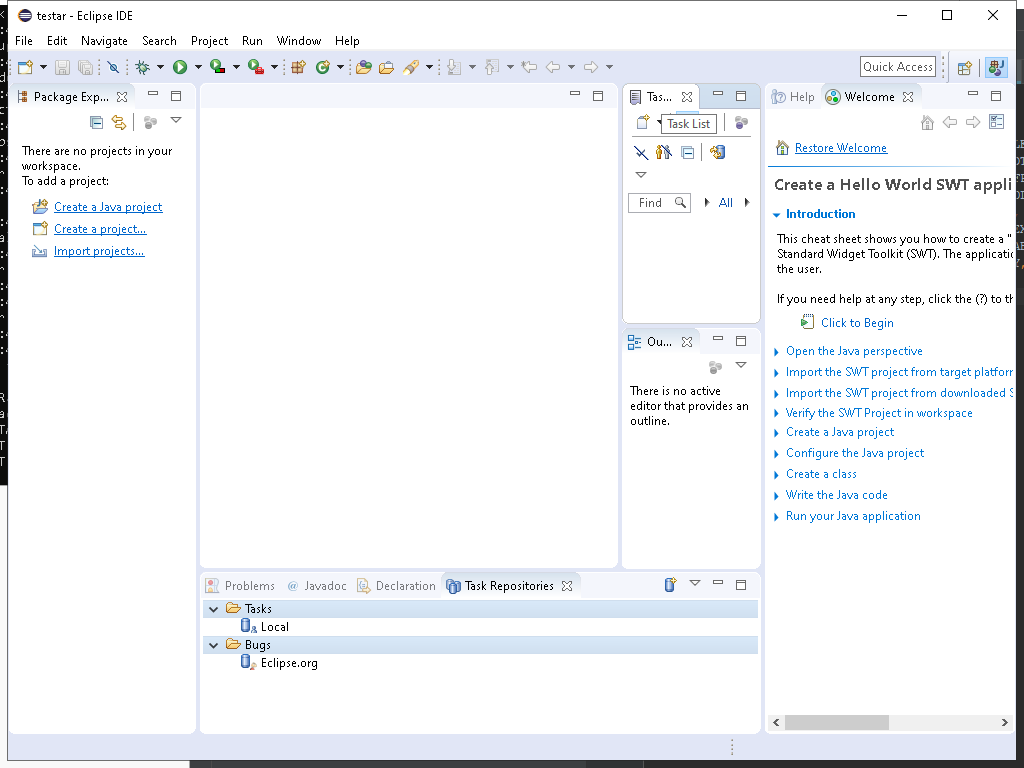 testar - Eclipse IDE
File Edit Navigate Search Project Run Window Help
Quick Access
Package Exp...
There are no projects in your
workspace.
To add a project:
Create a Java project
Create a project...
Import projects...
Tas...
Task List
Find
All
Ou...
There is no active
editor that provides an
outline.
Help
Welcome
Restore Welcome
Create a Hello World SWT appli
Introduction
This cheat sheet shows you how to create a "
Standard Widget Toolkit (SWT). The applicatio
the user.
If you need help at any step, click the (?) to th
Click to Begin
Open the Java perspective
Import the SWT project from target platform
Import the SWT project from downloaded S
Verify the SWT Project in workspace
Create a Java project
Configure the Java project
Create a class
Write the Java code
Run your Java application
Problems
@ Javadoc
Declaration
Task Repositories
Tasks
Local
Bugs
Eclipse.org